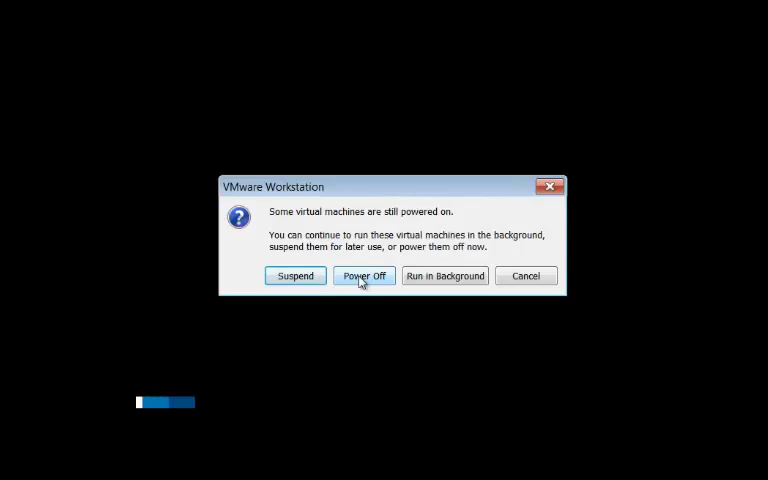 VMware Workstation
Some virtual machines are still powered on.
You can continue to run these virtual machines in the background,
suspend them for later use, or power them off now.
Suspend Power Off Run in Background Cancel